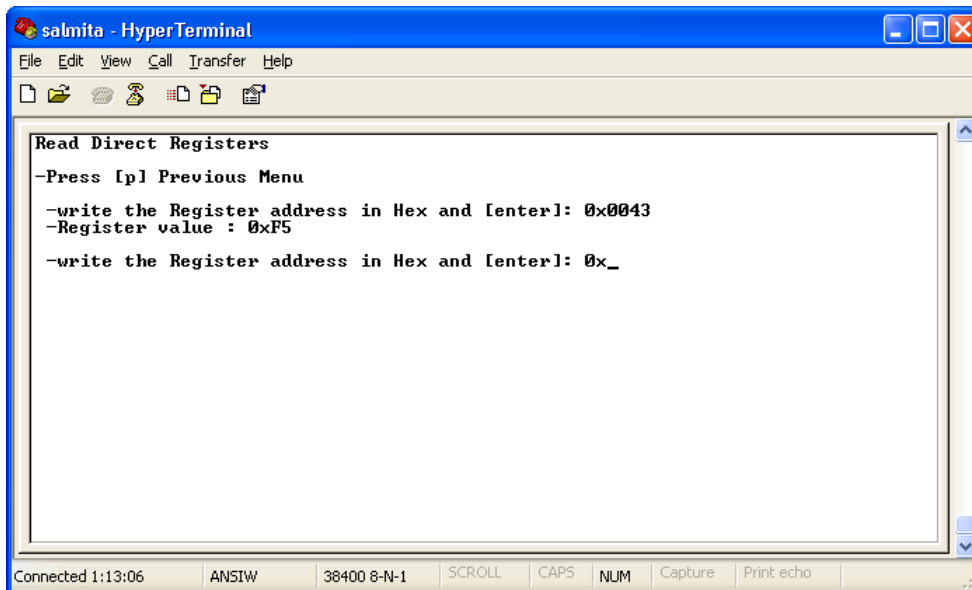 salmita - HyperTerminal
File Edit View Call Transfer Help
Read Direct Registers
-Press [p] Previous Menu
-write the Register address in Hex and [enter]: 0x0043
-Register value : 0xF5
-write the Register address in Hex and [enter]: 0x_
Connected 1:13:06 ANSIW 38400 8-N-1 SCROLL CAPS NUM Capture Print echo